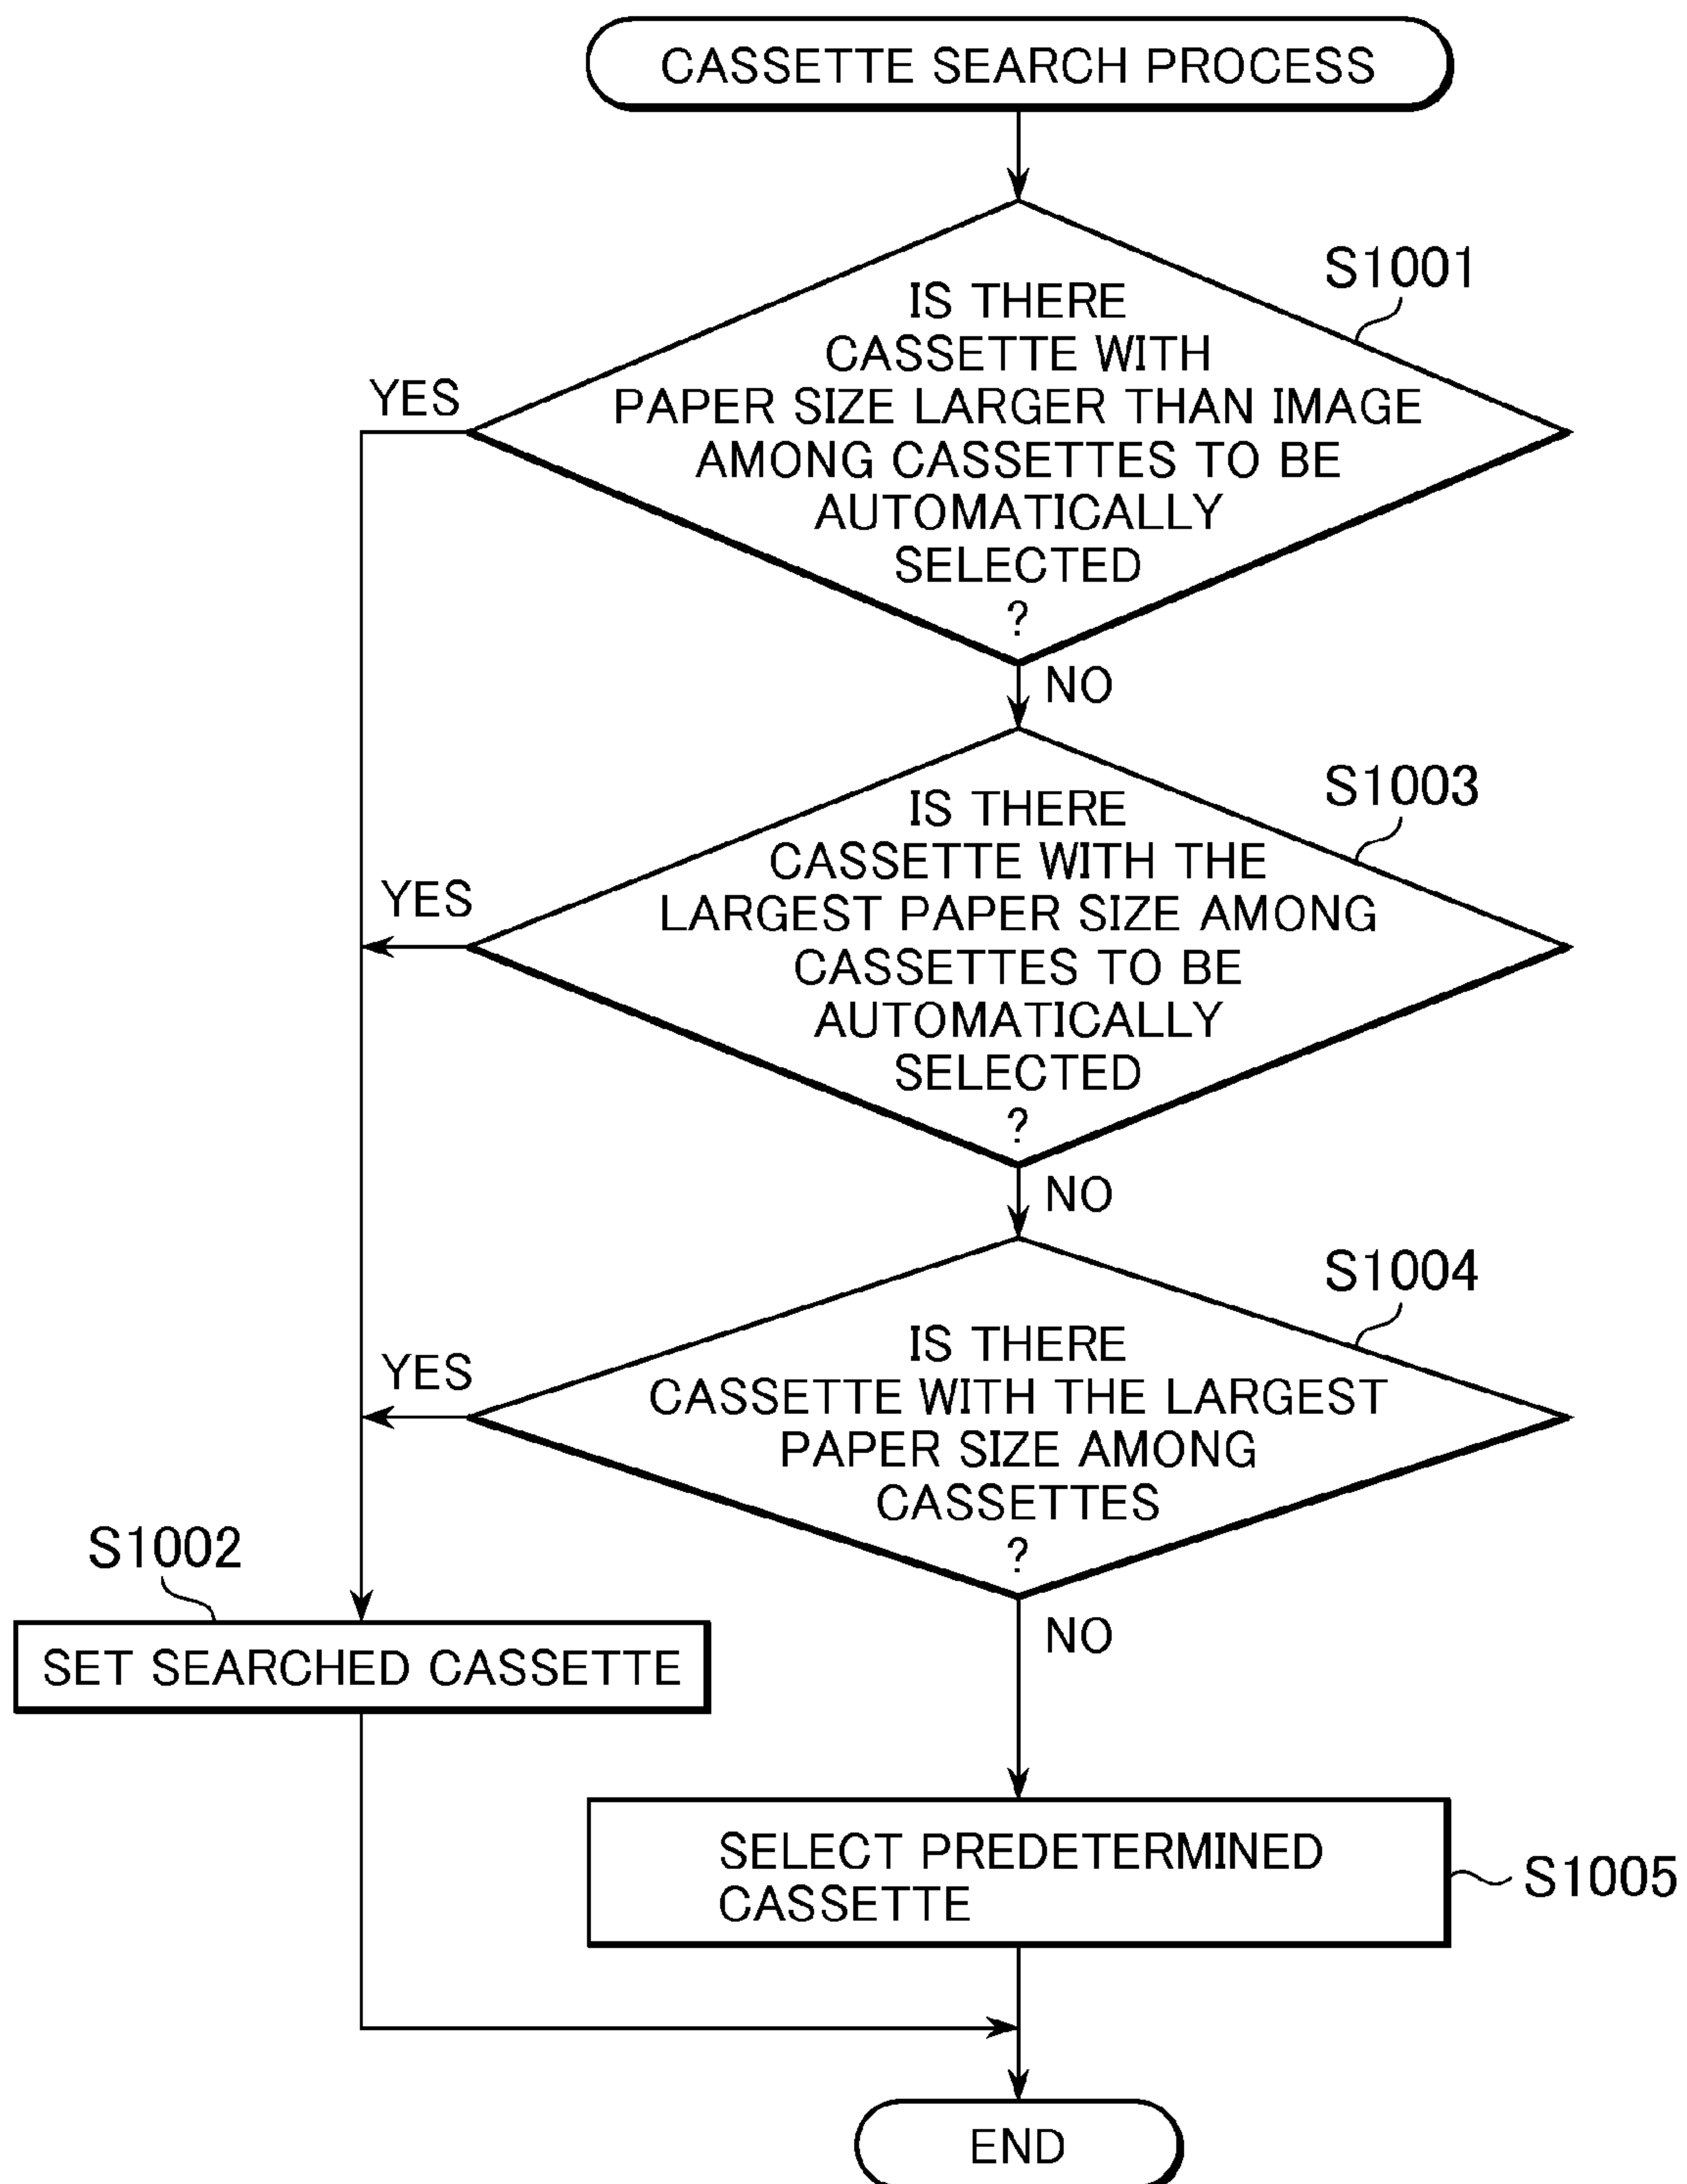 CASSETTE SEARCH PROCESS
S1001
IS THERE
CASSETTE WITH
PAPER SIZE LARGER THAN IMAGE
AMONG CASSETTES TO BE
AUTOMATICALLY
SELECTED
?
YES
NO
S1003
IS THERE
CASSETTE WITH THE
LARGEST PAPER SIZE AMONG
CASSETTES TO BE
AUTOMATICALLY
SELECTED
?
YES
NO
S1004
IS THERE
CASSETTE WITH THE LARGEST
PAPER SIZE AMONG
CASSETTES
?
YES
NO
S1002
SET SEARCHED CASSETTE
SELECT PREDETERMINED
CASSETTE
S1005
END